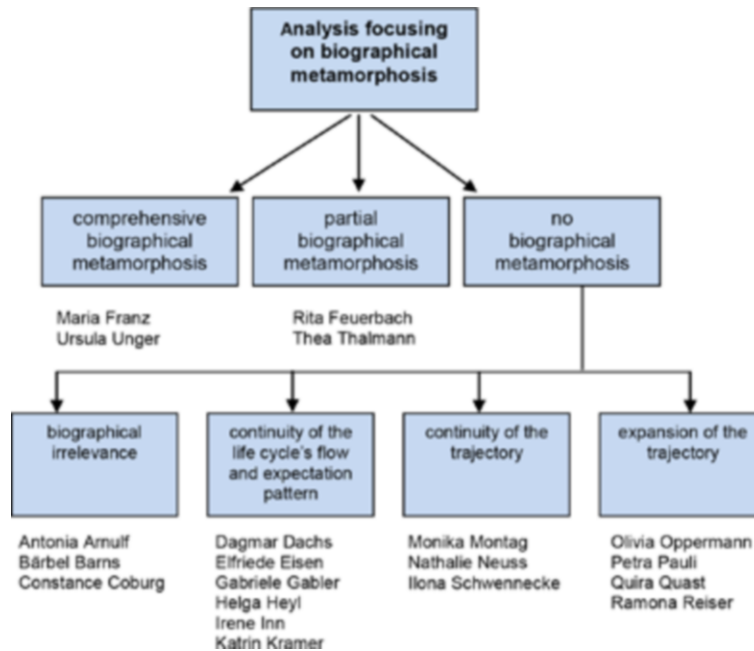 Analysis focusing
on biographical
metamorphosis
comprehensive
biographical
metamorphosis
partial
biographical
metamorphosis
no
biographical
metamorphosis
Maria Franz
Ursula Unger
Rita Feuerbach
Thea Thalmann
biographical
irrelevance
continuity of the
life cycle's flow
and expectation
pattern
continuity of the
trajectory
expansion of the
trajectory
Antonia Arnulf
Bärbel Barns
Constance Coburg
Dagmar Dachs
Elfriede Eisen
Gabriele Gabler
Helga Heyl
Irene Inn
Katrin Kramer
Monika Montag
Nathalie Neuss
Ilona Schwennecke
Olivia Oppermann
Petra Pauli
Quira Quast
Ramona Reiser